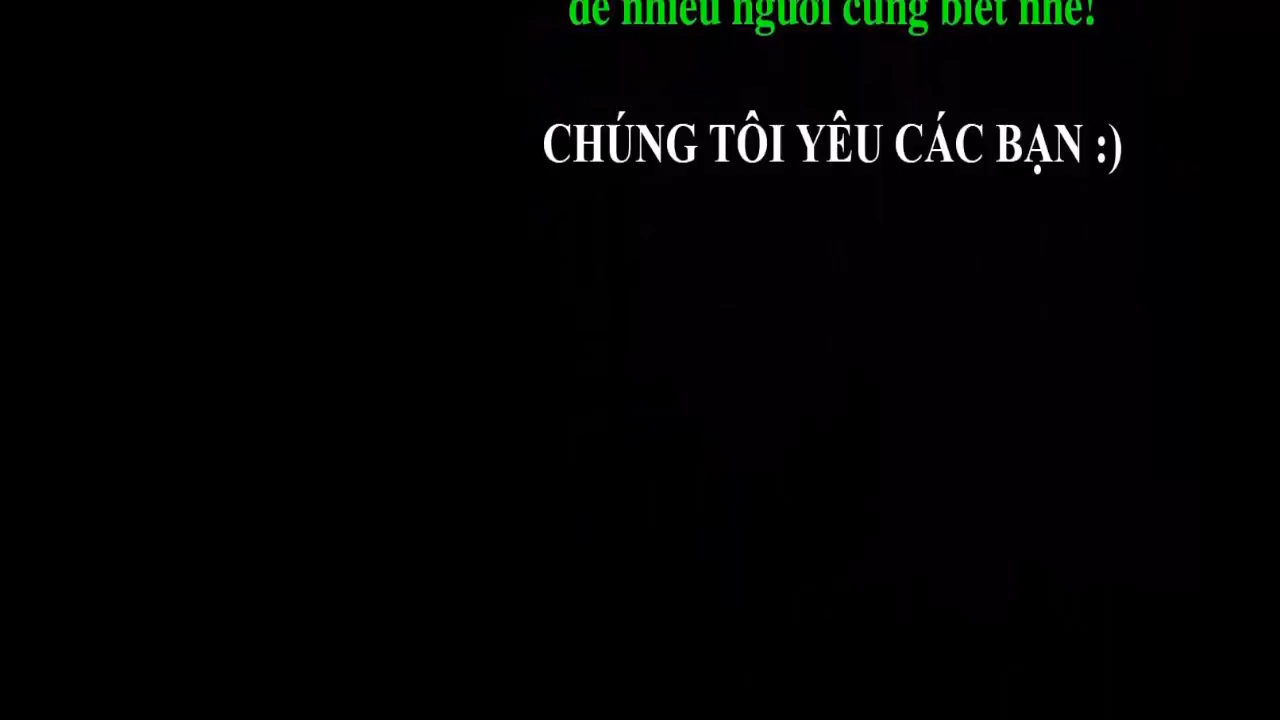 để nhiều người cùng biết nhé!
CHÚNG TÔI YÊU CÁC BẠN :)